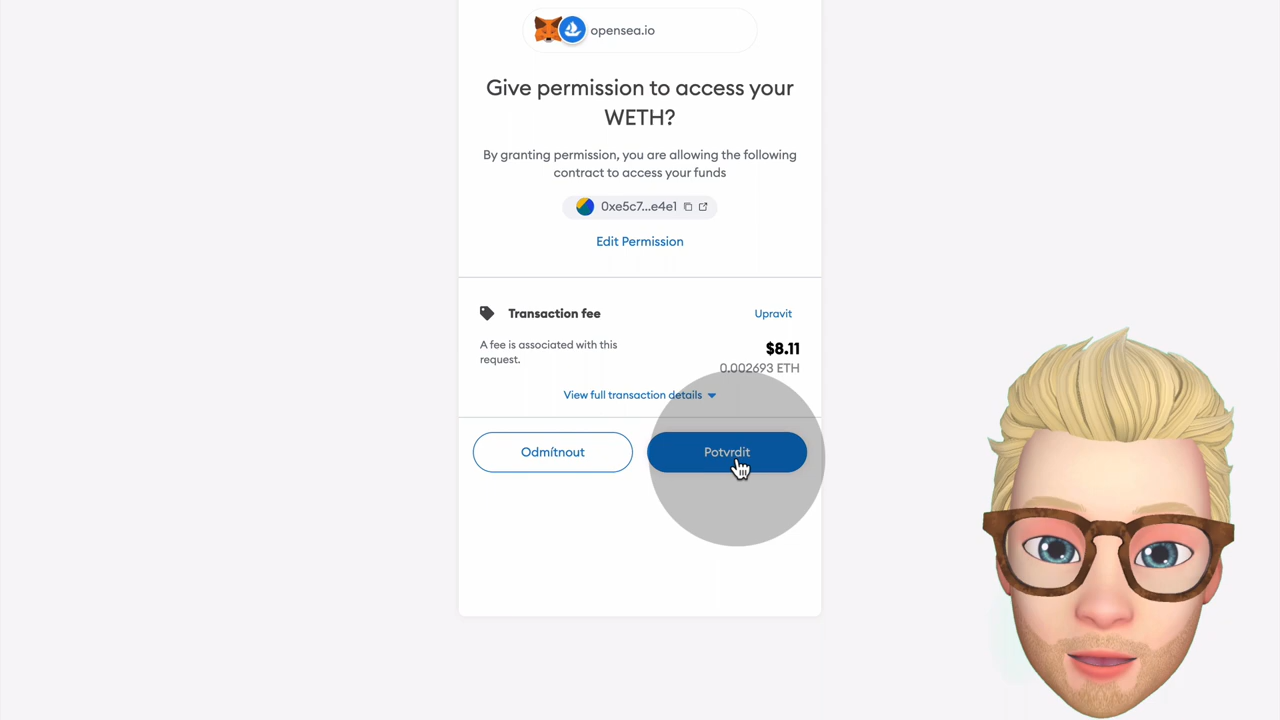 opensea.io
Give permission to access your
WETH?
By granting permission, you are allowing the following
contract to access your funds
0xe5c7...e4e1
Edit Permission
Transaction fee
Upravit
A fee is associated with this
request.
$8.11
0.002693 ETH
View full transaction details
Odmítnout
Potvrdit